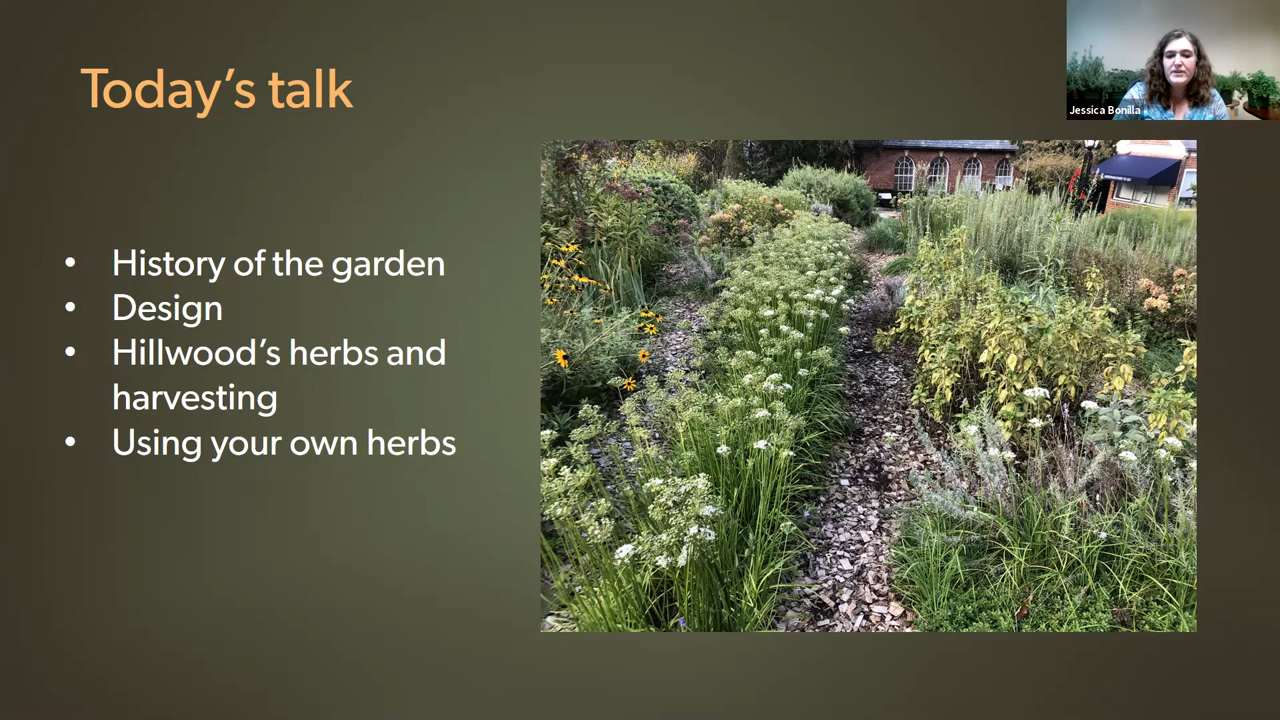 Today's talk
Jessica Bonilla
• History of the garden
• Design
• Hillwood's herbs and
harvesting
• Using your own herbs